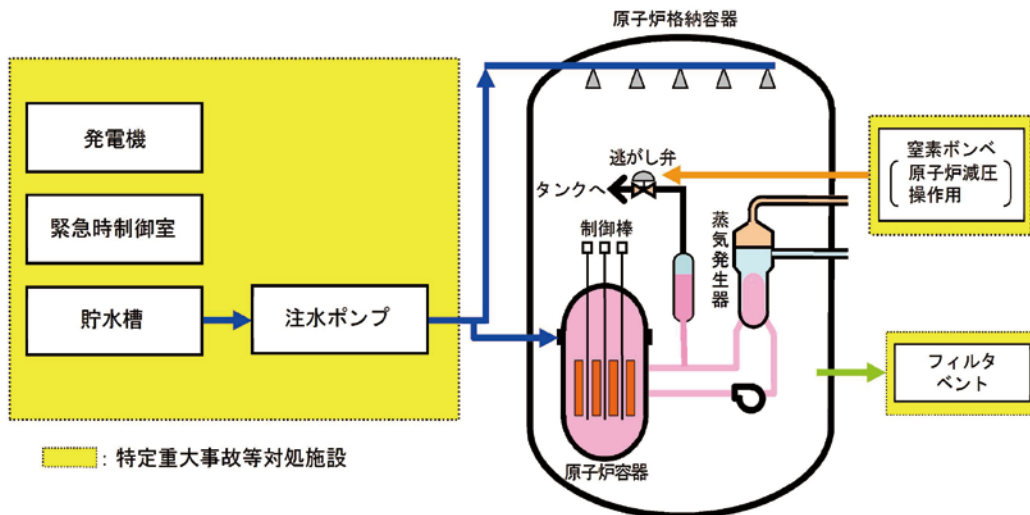 原子炉格納容器
発電機
緊急時制御室
貯水槽
注水ポンプ
逃がし弁
タンクへ
制御棒
蒸気発生器
原子炉容器
窒素ボンベ
原子炉減圧
操作用
フィルタ
ベント
：特定重大事故等対処施設